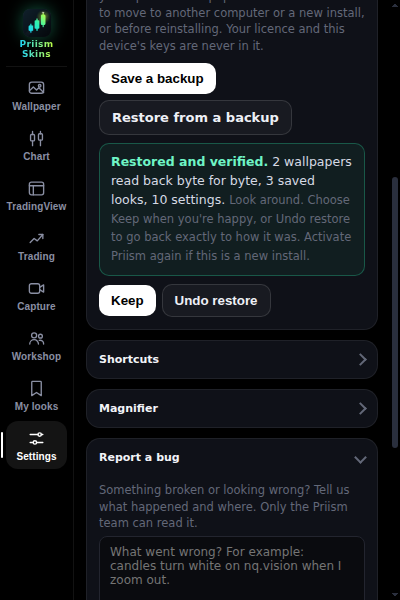 Priism
Skins
Wallpaper
Chart
TradingView
Trading
Capture
Workshop
My looks
Settings
to move to another computer or a new install,
or before reinstalling. Your licence and this
device's keys are never in it.
Save a backup
Restore from a backup
Restored and verified. 2 wallpapers
read back byte for byte, 3 saved
looks, 10 settings. Look around. Choose
Keep when you're happy, or Undo restore
to go back exactly to how it was. Activate
Priism again if this is a new install.
Keep
Undo restore
Shortcuts
Magnifier
Report a bug
Something broken or looking wrong? Tell us
what happened and where. Only the Priism
team can read it.
What went wrong? For example:
candles turn white on nq.vision when I
zoom out.